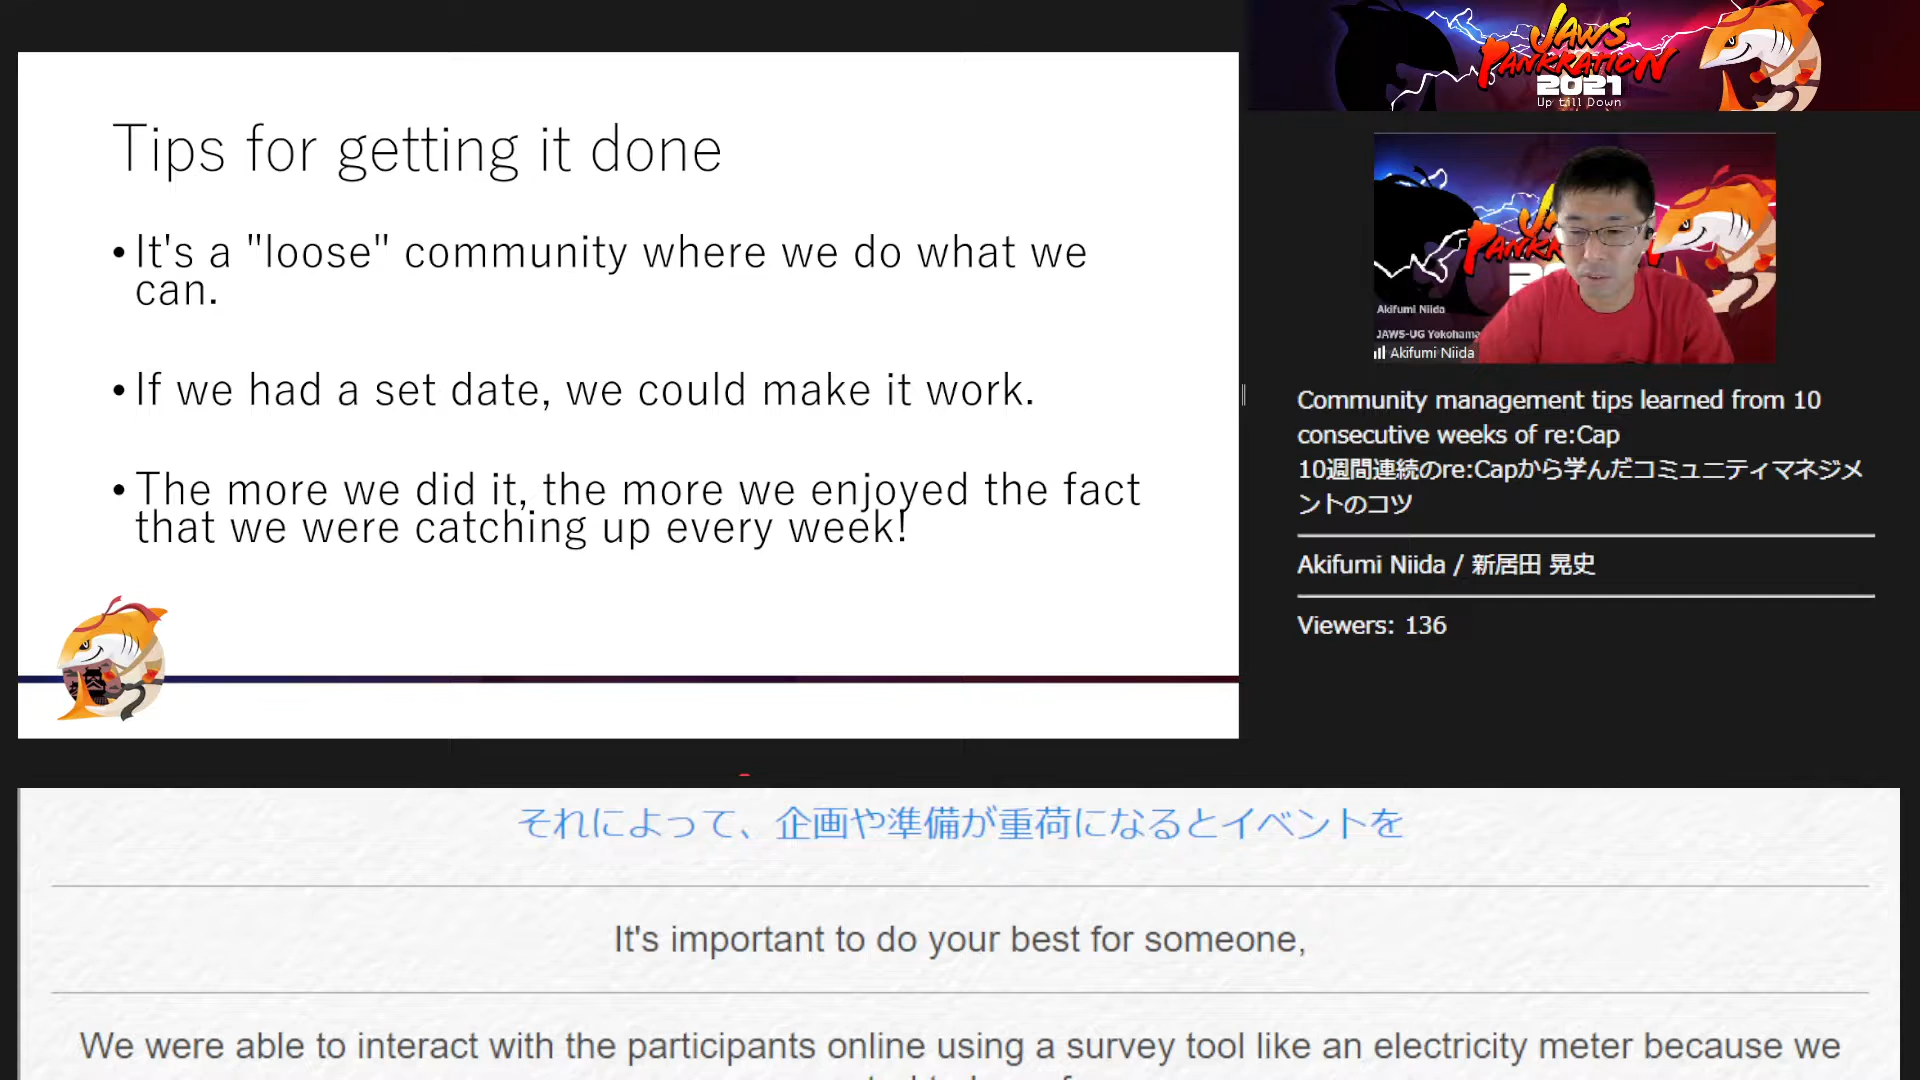 Tips for getting it done
•It's a "loose" community where we do what we
can.
•If we had a set date, we could make it work.
•The more we did it, the more we enjoyed the fact
that we were catching up every week!
JAWS
PANKRATION
2021
Up till Down
Akifumi Niida
JAWS-UG Yokohama
Akifumi Niida
Community management tips learned from 10
consecutive weeks of re:Cap
10週間連続のre:Capから学んだコミュニティマネジメ
ントのコツ
Akifumi Niida / 新居田 晃史
Viewers: 136
それによって、企画や準備が重荷になるとイベントを
It's important to do your best for someone,
We were able to interact with the participants online using a survey tool like an electricity meter because we